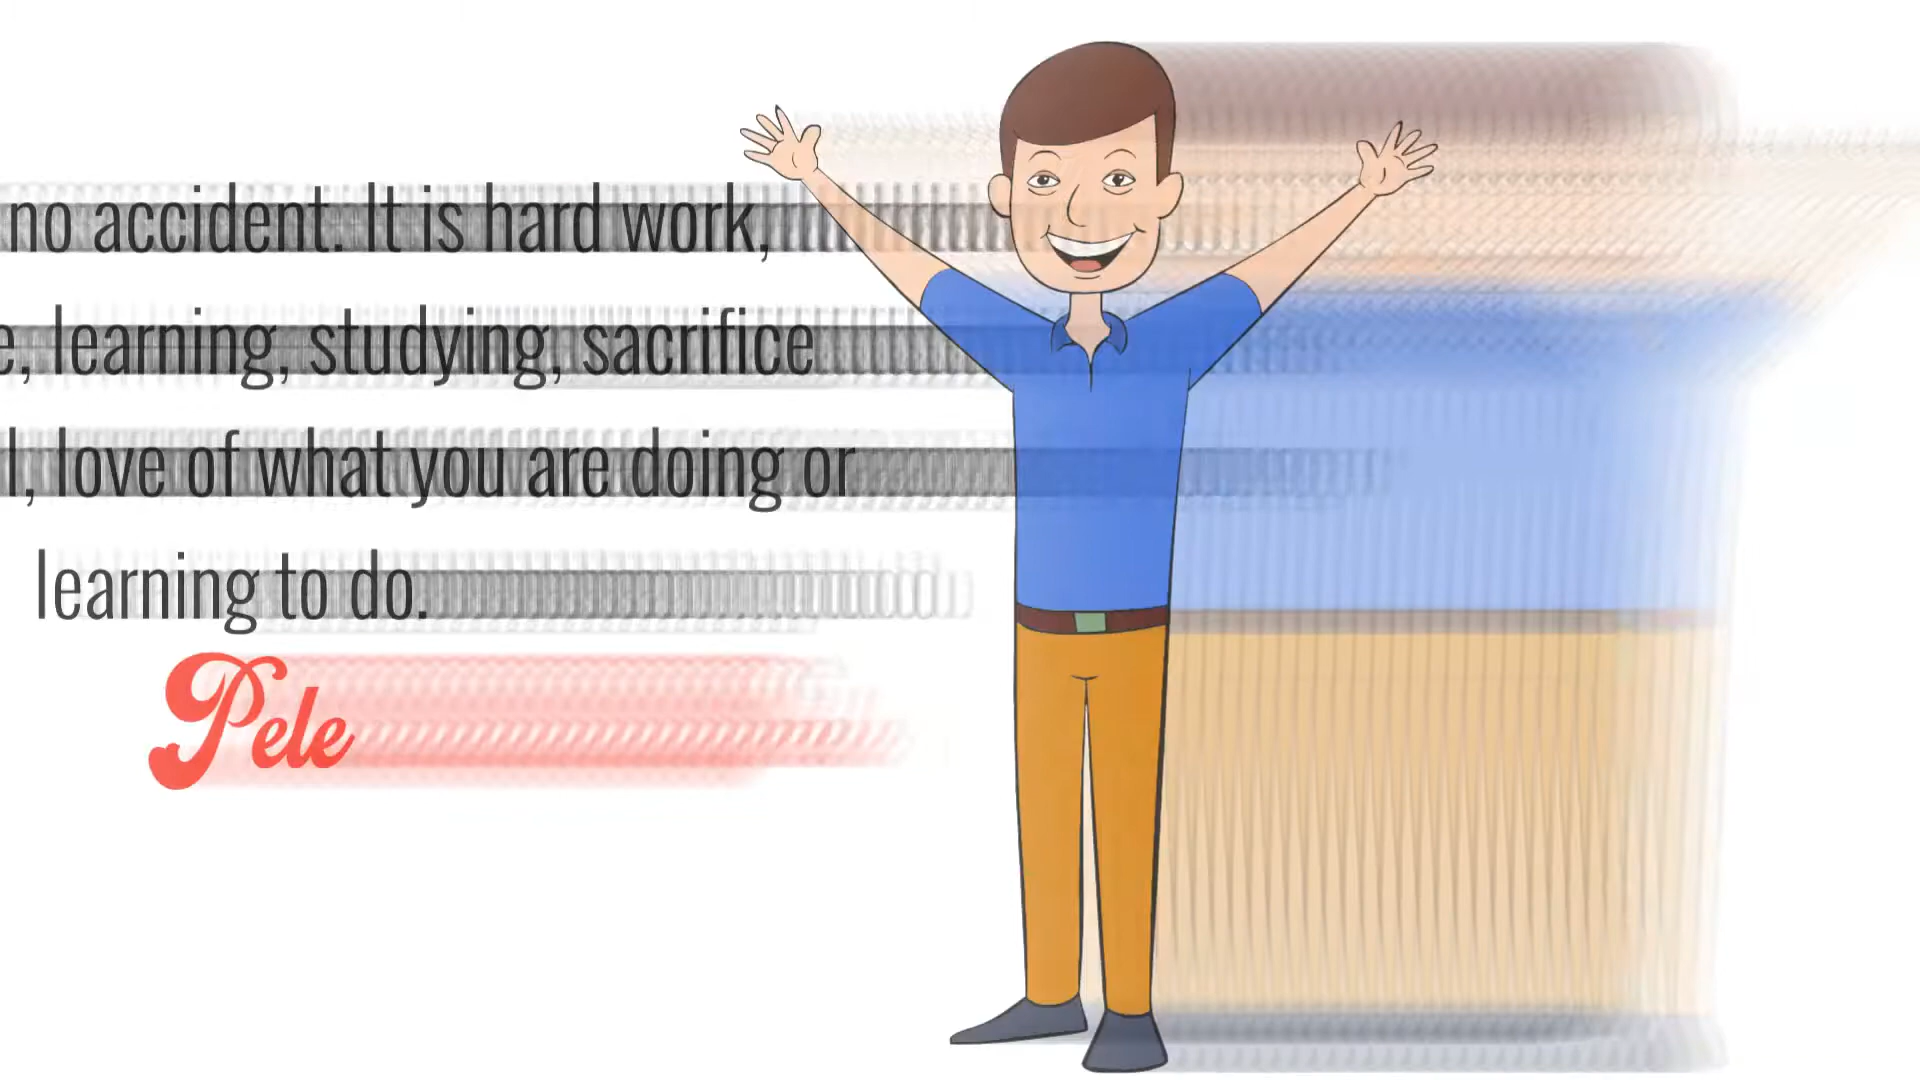 no accident. It is hard work,
e, learning, studying, sacrifice
l, love of what you are doing or
learning to do.
Pele